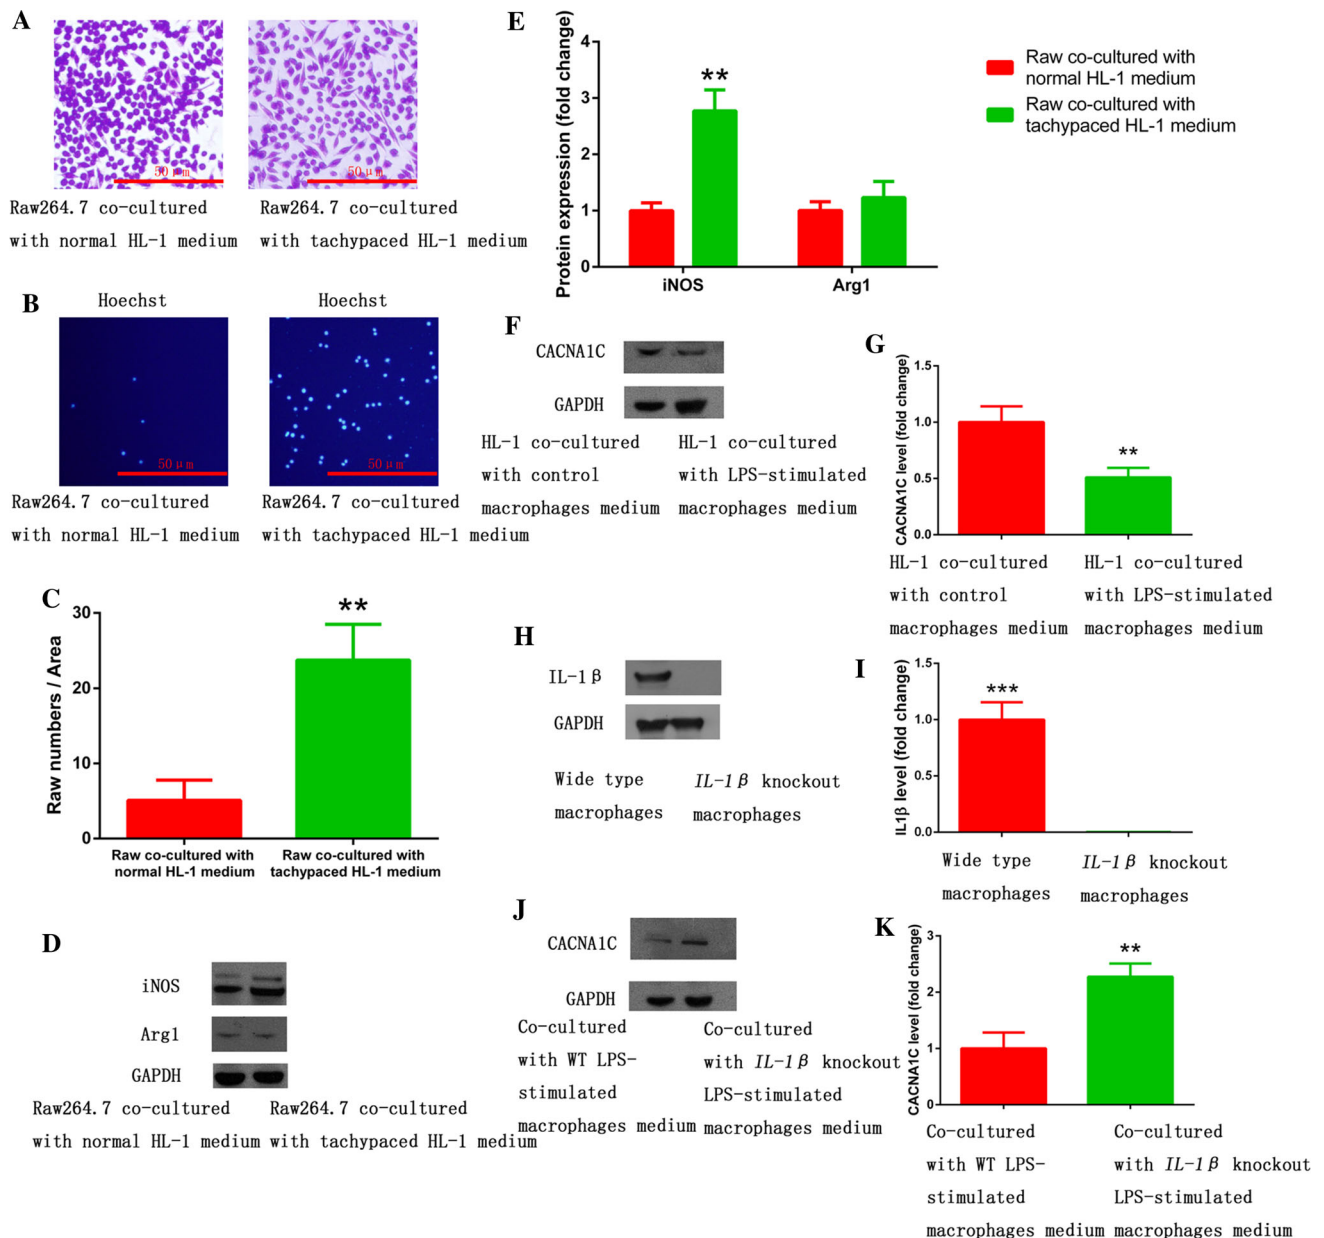 A
50μm
50μm
Raw264.7 co-cultured
with normal HL-1 medium
Raw264.7 co-cultured
with tachypaced HL-1 medium
B
Hoechst
Hoechst
50μm
50μm
Raw264.7 co-cultured
with normal HL-1 medium
Raw264.7 co-cultured
with tachypaced HL-1 medium
C
Raw numbers / Area
30
20
10
0
**
Raw co-cultured with
normal HL-1 medium
Raw co-cultured with
tachypaced HL-1 medium
D
iNOS
Arg1
GAPDH
Raw264.7 co-cultured
with normal HL-1 medium
Raw264.7 co-cultured
with tachypaced HL-1 medium
E
Protein expression (fold change)
4
3
2
1
0
**
iNOS
Arg1
Raw co-cultured with
normal HL-1 medium
Raw co-cultured with
tachypaced HL-1 medium
F
CACNA1C
GAPDH
HL-1 co-cultured
with control
macrophages medium
HL-1 co-cultured
with LPS-stimulated
macrophages medium
G
CACNA1C level (fold change)
1.5
1.0
0.5
0.0
**
HL-1 co-cultured
with control
macrophages medium
HL-1 co-cultured
with LPS-stimulated
macrophages medium
H
IL-1β
GAPDH
Wide type
macrophages
IL-1β knockout
macrophages
I
IL1β level (fold change)
1.5
1.0
0.5
0.0
***
Wide type
macrophages
IL-1β knockout
macrophages
J
CACNA1C
GAPDH
Co-cultured
with WT LPS-
stimulated
macrophages medium
Co-cultured
with IL-1β knockout
LPS-stimulated
macrophages medium
K
CACNA1C level (fold change)
3
2
1
0
**
Co-cultured
with WT LPS-
stimulated
macrophages medium
Co-cultured
with IL-1β knockout
LPS-stimulated
macrophages medium